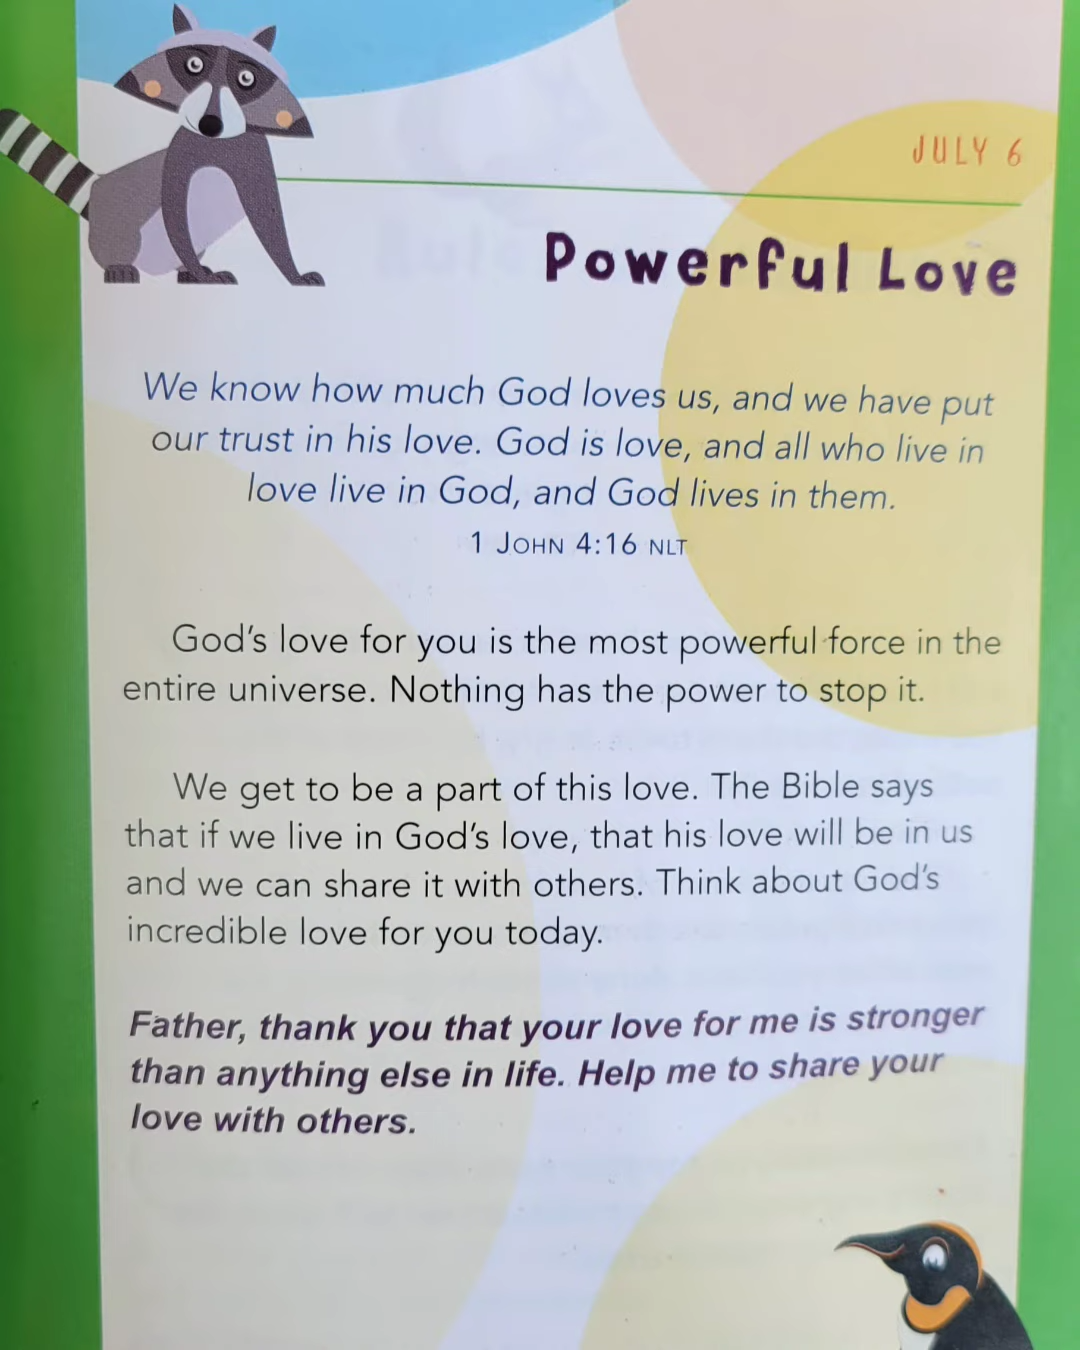 JULY 6
Powerful Love
We know how much God loves us, and we have put
our trust in his love. God is love, and all who live in
love live in God, and God lives in them.
1 JOHN 4:16 NLT
God's love for you is the most powerful force in the
entire universe. Nothing has the power to stop it.
We get to be a part of this love. The Bible says
that if we live in God's love, that his love will be in us
and we can share it with others. Think about God's
incredible love for you today.
Father, thank you that your love for me is stronger
than anything else in life. Help me to share your
love with others.